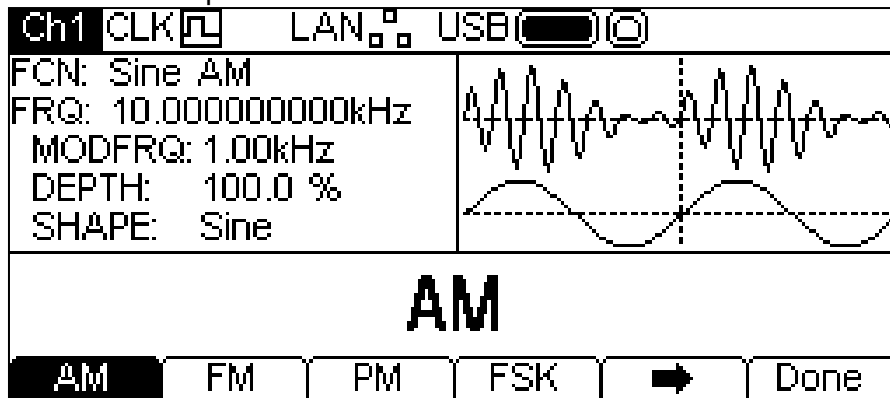 Ch1 CLK LAN USB
FCN: Sine AM
FRQ: 10.000000000kHz
MODFRQ: 1.00kHz
DEPTH: 100.0 %
SHAPE: Sine
AM
AM FM PM FSK Done